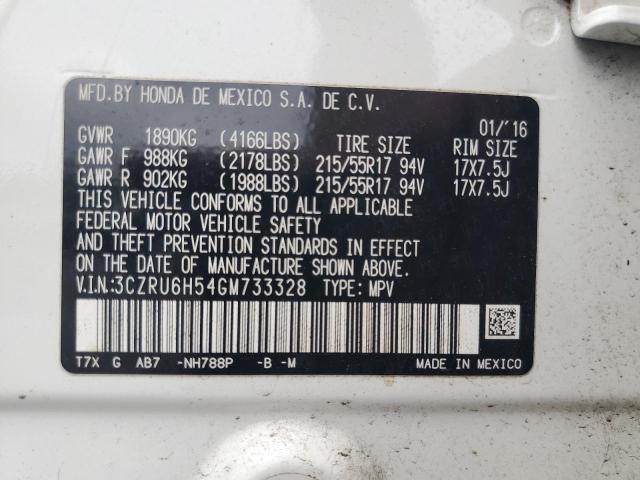 MFD.BY HONDA DE MEXICO S.A. DE C.V.
01/'16
GVWR 1890KG (4166LBS) TIRE SIZE RIM SIZE
GAWR F 988KG (2178LBS) 215/55R17 94V 17X7.5J
GAWR R 902KG (1988LBS) 215/55R17 94V 17X7.5J
THIS VEHICLE CONFORMS TO ALL APPLICABLE
FEDERAL MOTOR VEHICLE SAFETY
AND THEFT PREVENTION STANDARDS IN EFFECT
ON THE DATE OF MANUFACTURE SHOWN ABOVE.
V.I.N.:3CZRU6H54GM733328 TYPE: MPV
T7X G AB7 -NH788P -B -M MADE IN MEXICO